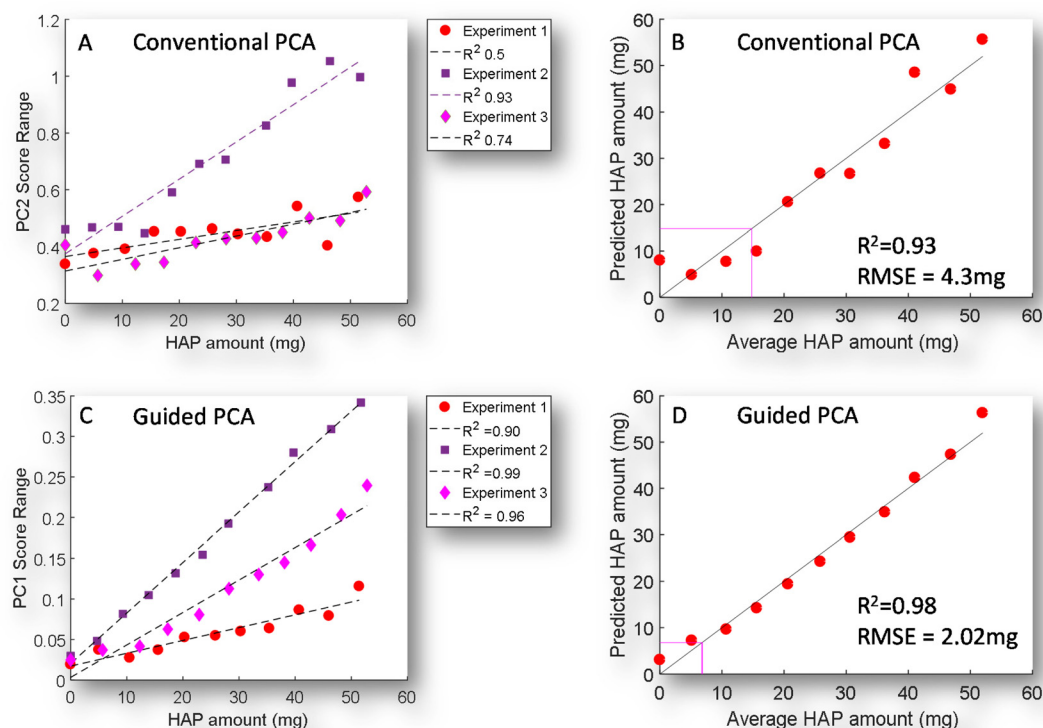 A Conventional PCA
PC2 Score Range
1.2
1
0.8
0.6
0.4
0.2
0 10 20 30 40 50 60
HAP amount (mg)
Experiment 1
R² 0.5
Experiment 2
R² 0.93
Experiment 3
R² 0.74
B Conventional PCA
Predicted HAP amount (mg)
60
50
40
30
20
10
0
R²=0.93
RMSE = 4.3mg
0 10 20 30 40 50 60
Average HAP amount (mg)
C Guided PCA
PC1 Score Range
0.35
0.3
0.25
0.2
0.15
0.1
0.05
0
0 10 20 30 40 50 60
HAP amount (mg)
Experiment 1
R² =0.90
Experiment 2
R² =0.99
Experiment 3
R² = 0.96
D Guided PCA
Predicted HAP amount (mg)
60
50
40
30
20
10
0
R²=0.98
RMSE = 2.02mg
0 10 20 30 40 50 60
Average HAP amount (mg)